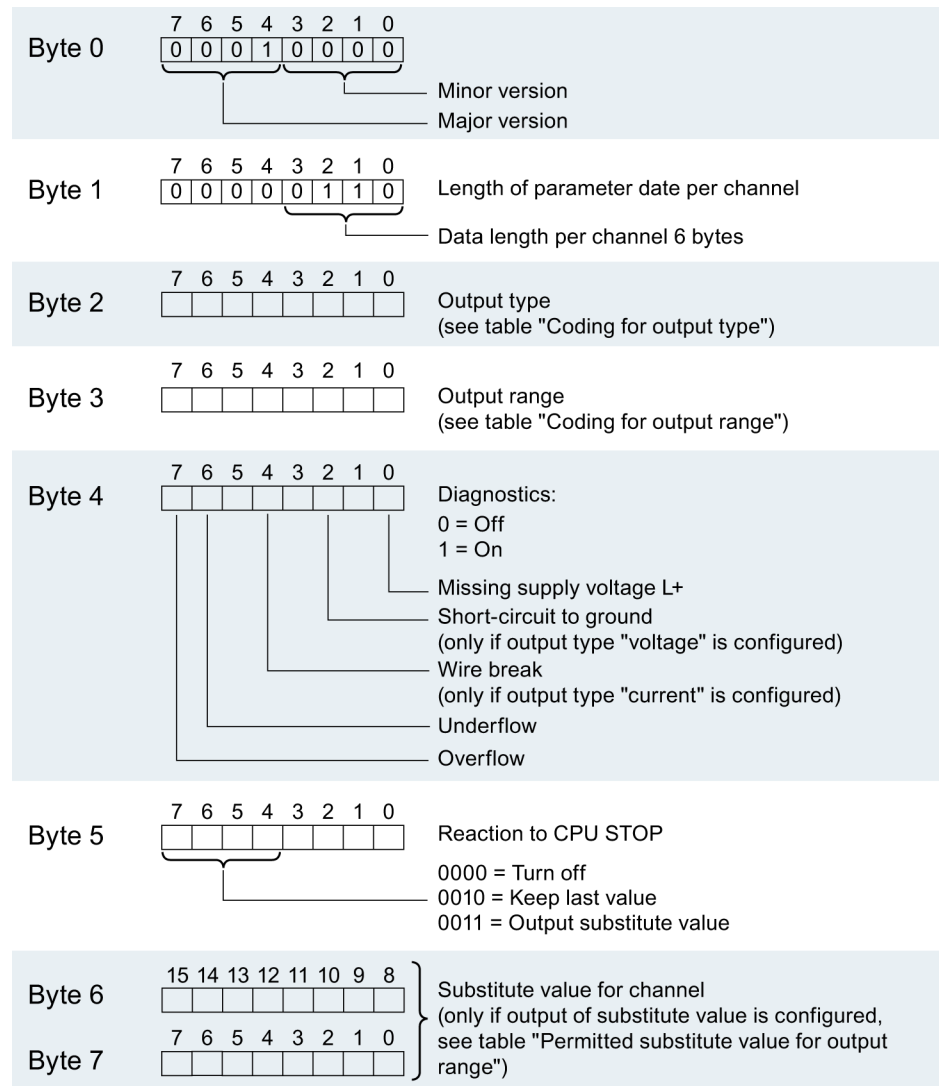 7 6 5 4 3 2 1 0
Byte 0
0 0 0 1 0 0 0 0
Minor version
Major version
7 6 5 4 3 2 1 0
Byte 1
0 0 0 0 0 1 1 0
Length of parameter date per channel
Data length per channel 6 bytes
7 6 5 4 3 2 1 0
Byte 2
Output type
(see table "Coding for output type")
7 6 5 4 3 2 1 0
Byte 3
Output range
(see table "Coding for output range")
7 6 5 4 3 2 1 0
Byte 4
Diagnostics:
0 = Off
1 = On
Missing supply voltage L+
Short-circuit to ground
(only if output type "voltage" is configured)
Wire break
(only if output type "current" is configured)
Underflow
Overflow
7 6 5 4 3 2 1 0
Byte 5
Reaction to CPU STOP
0000 = Turn off
0010 = Keep last value
0011 = Output substitute value
15 14 13 12 11 10 9 8
Byte 6
7 6 5 4 3 2 1 0
Byte 7
Substitute value for channel
(only if output of substitute value is configured,
see table "Permitted substitute value for output
range")